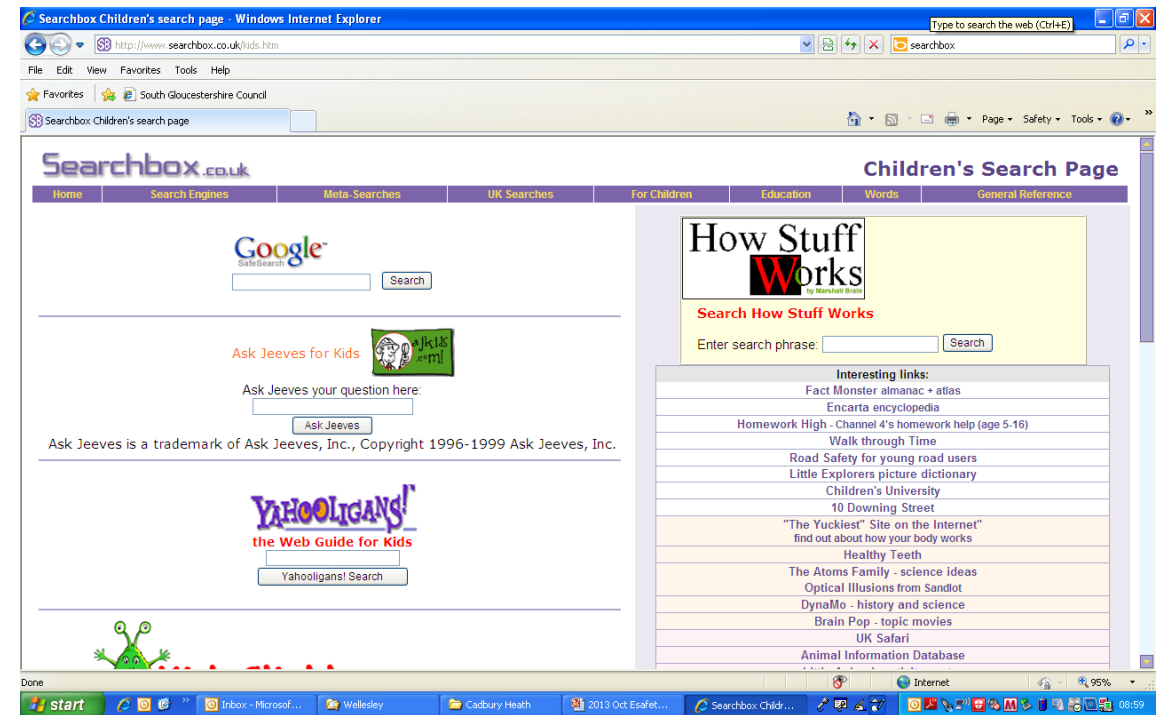 Searchbox Children's search page - Windows Internet Explorer
Type to search the web (Ctrl+E)
http://www.searchbox.co.uk/kids.htm
searchbox
File Edit View Favorites Tools Help
Favorites South Gloucestershire Council
Searchbox Children's search page
Page Safety Tools
Searchbox.co.uk
Children's Search Page
Home Search Engines Meta-Searches UK Searches For Children Education Words General Reference
Google
SafeSearch
Search
Ask Jeeves for Kids
ajkids
.com!
Ask Jeeves your question here:
Ask Jeeves
Ask Jeeves is a trademark of Ask Jeeves, Inc., Copyright 1996-1999 Ask Jeeves, Inc.
YAHOOLIGANS!
the Web Guide for Kids
Yahooligans! Search
How Stuff
Works
by Marshall Brain
Search How Stuff Works
Enter search phrase:
Search
Interesting links:
Fact Monster almanac + atlas
Encarta encyclopedia
Homework High - Channel 4's homework help (age 5-16)
Walk through Time
Road Safety for young road users
Little Explorers picture dictionary
Children's University
10 Downing Street
"The Yuckiest" Site on the Internet"
find out about how your body works
Healthy Teeth
The Atoms Family - science ideas
Optical Illusions from Sandlot
DynaMo - history and science
Brain Pop - topic movies
UK Safari
Animal Information Database
Done
Internet
95%
start
Inbox - Microsof...
Wellesley
Cadbury Heath
2013 Oct Esafet...
Searchbox Childr...
08:59